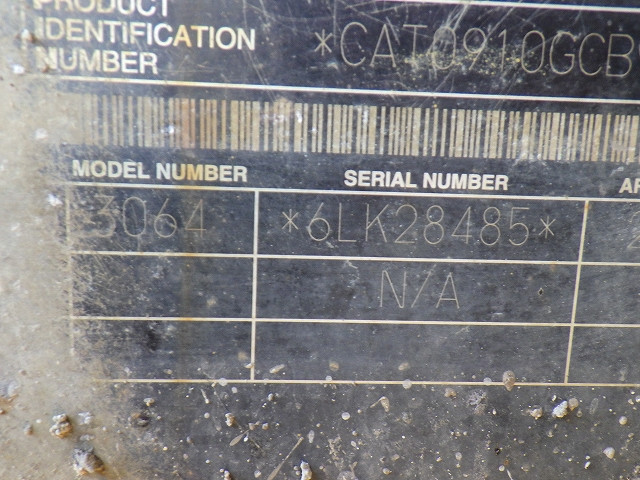 PRODUCT
IDENTIFICATION
NUMBER
*CAT0910GCB
MODEL NUMBER SERIAL NUMBER
3064 *6LK28485*
N/A